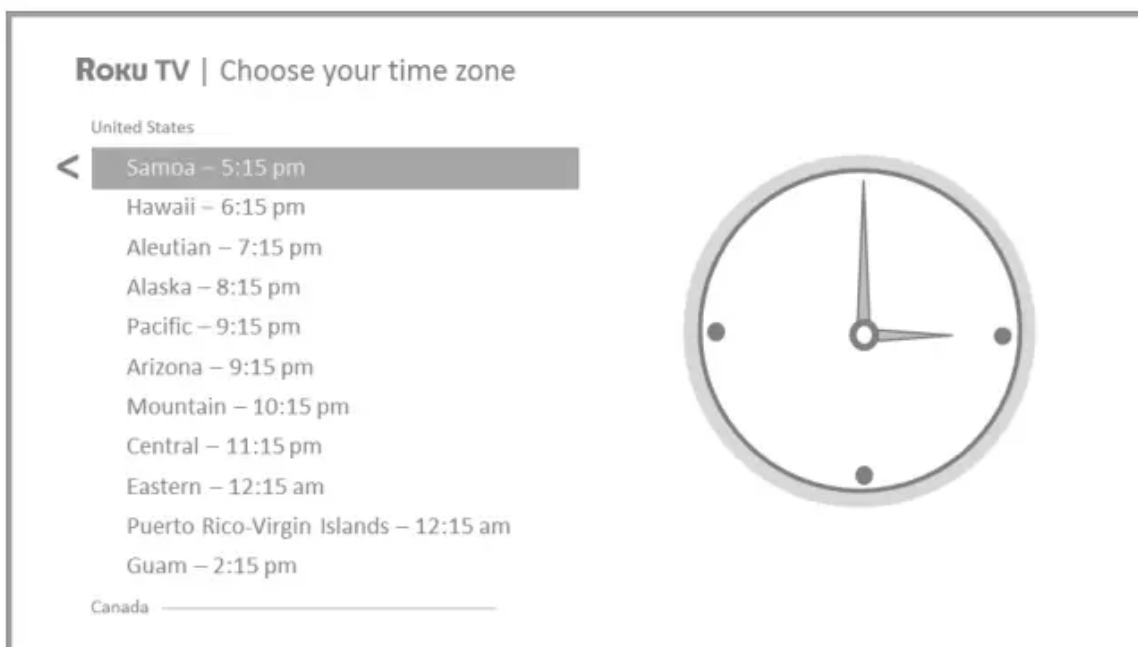 ROKU TV | Choose your time zone
United States
<
Samoa – 5:15 pm
Hawaii – 6:15 pm
Aleutian – 7:15 pm
Alaska – 8:15 pm
Pacific – 9:15 pm
Arizona – 9:15 pm
Mountain – 10:15 pm
Central – 11:15 pm
Eastern – 12:15 am
Puerto Rico-Virgin Islands – 12:15 am
Guam – 2:15 pm
Canada